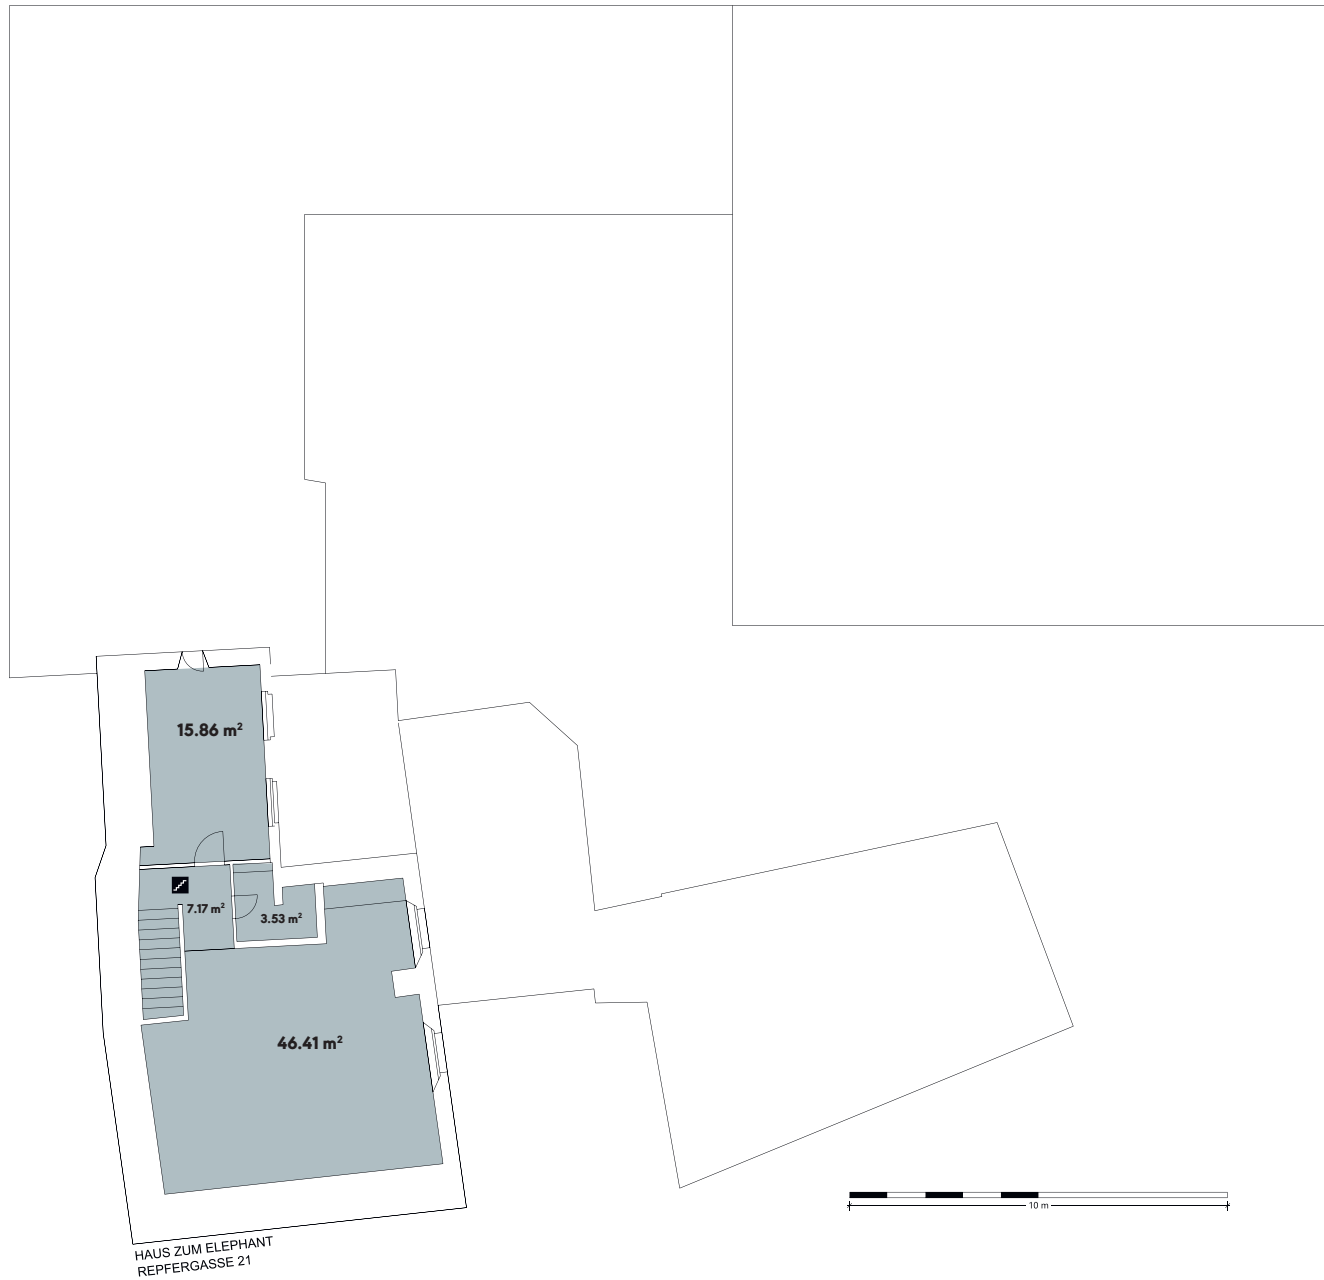 15.86 m²
7.17 m²
3.53 m²
46.41 m²
10 m
HAUS ZUM ELEPHANT
REPFERGASSE 21